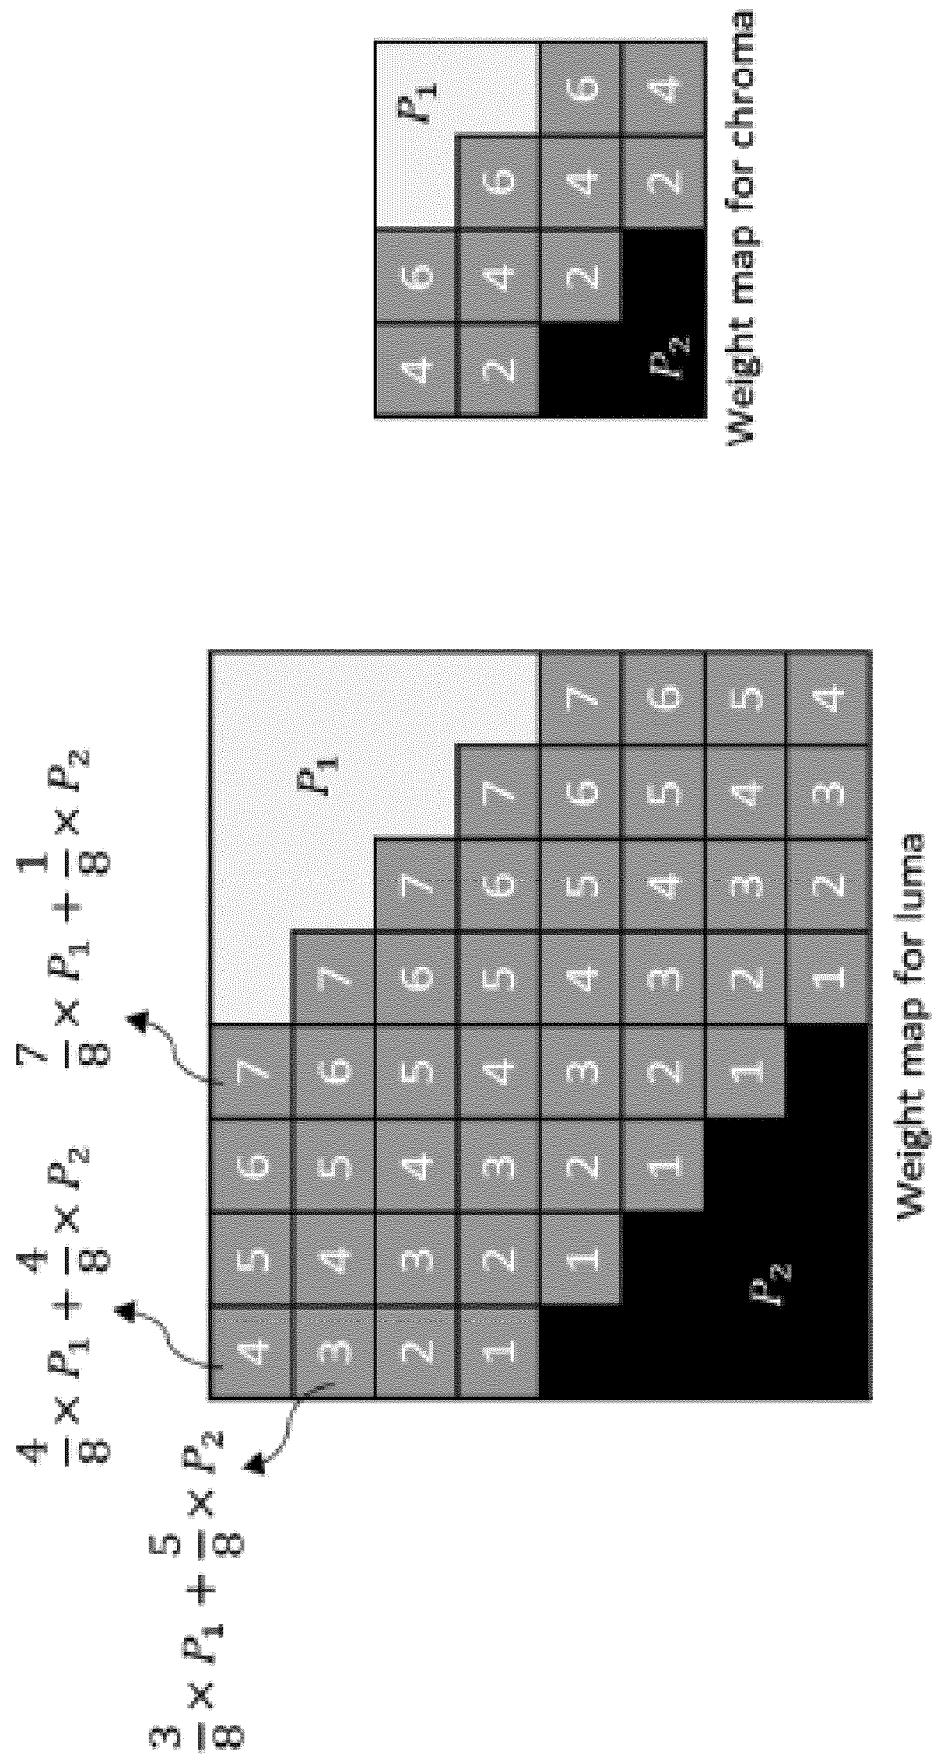 4/8 × P₁ + 4/8 × P₂
7/8 × P₁ + 1/8 × P₂
3/8 × P₁ + 5/8 × P₂
4 5 6 7
3 4 5 6 7 P₁
2 3 4 5 6 7
1 2 3 4 5 6 7
1 2 3 4 5 6 7
1 2 3 4 5 6
P₂ 1 2 3 4 5
1 2 3 4
Weight map for luma
4 6 P₁
2 4 6
2 4 6
P₂ 2 4
Weight map for chroma